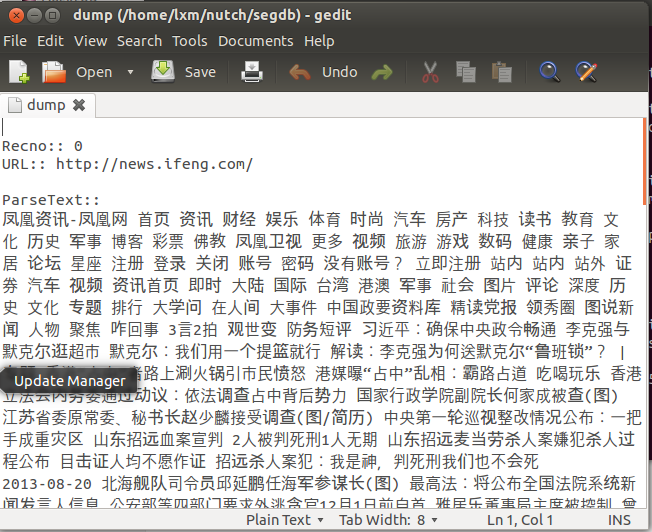 dump (/home/lxm/nutch/segdb) - gedit
File Edit View Search Tools Documents Help
Open Save Undo
dump
Recno:: 0
URL:: http://news.ifeng.com/
ParseText::
凤凰资讯-凤凰网 首页 资讯 财经 娱乐 体育 时尚 汽车 房产 科技 读书 教育 文
化 历史 军事 博客 彩票 佛教 凤凰卫视 更多 视频 旅游 游戏 数码 健康 亲子 家
居 论坛 星座 注册 登录 关闭 账号 密码 没有账号？ 立即注册 站内 站内 站外 证
券 汽车 视频 资讯首页 即时 大陆 国际 台湾 港澳 军事 社会 图片 评论 深度 历
史 文化 专题 排行 大学问 在人间 大事件 中国政要资料库 精读党报 领秀圈 图说新
闻 人物 聚焦 咋回事 3言2拍 观世变 防务短评 习近平：确保中央政令畅通 李克强与
默克尔逛超市 默克尔：我们用一个提篮就行 解读：李克强为何送默克尔“鲁班锁”？ |
路上涮火锅引市民愤怒 港媒曝“占中”乱相：霸路占道 吃喝玩乐 香港
Update Manager
立法会内务委通过动议：依法调查占中背后势力 国家行政学院副院长何家成被查(图)
江苏省委原常委、秘书长赵少麟接受调查(图/简历) 中央第一轮巡视整改情况公布：一把
手成重灾区 山东招远血案宣判 2人被判死刑1人无期 山东招远麦当劳杀人案嫌犯杀人过
程公布 目击证人均不愿作证 招远杀人案犯：我是神，判死刑我们也不会死
2013-08-20 北海舰队司令员邱延鹏任海军参谋长(图) 最高法：将公布全国法院系统新
闻发言人信息 公安部等四部门要求外逃贪官12月1日前自首 雅居乐董事局主席被控制 曾
Plain Text Tab Width: 8 Ln 1, Col 1 INS